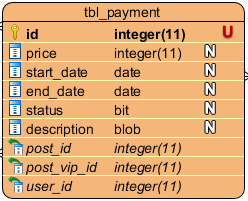 tbl_payment
id integer(11) U
price integer(11) N
start_date date N
end_date date N
status bit N
description blob N
post_id integer(11)
post_vip_id integer(11)
user_id integer(11)